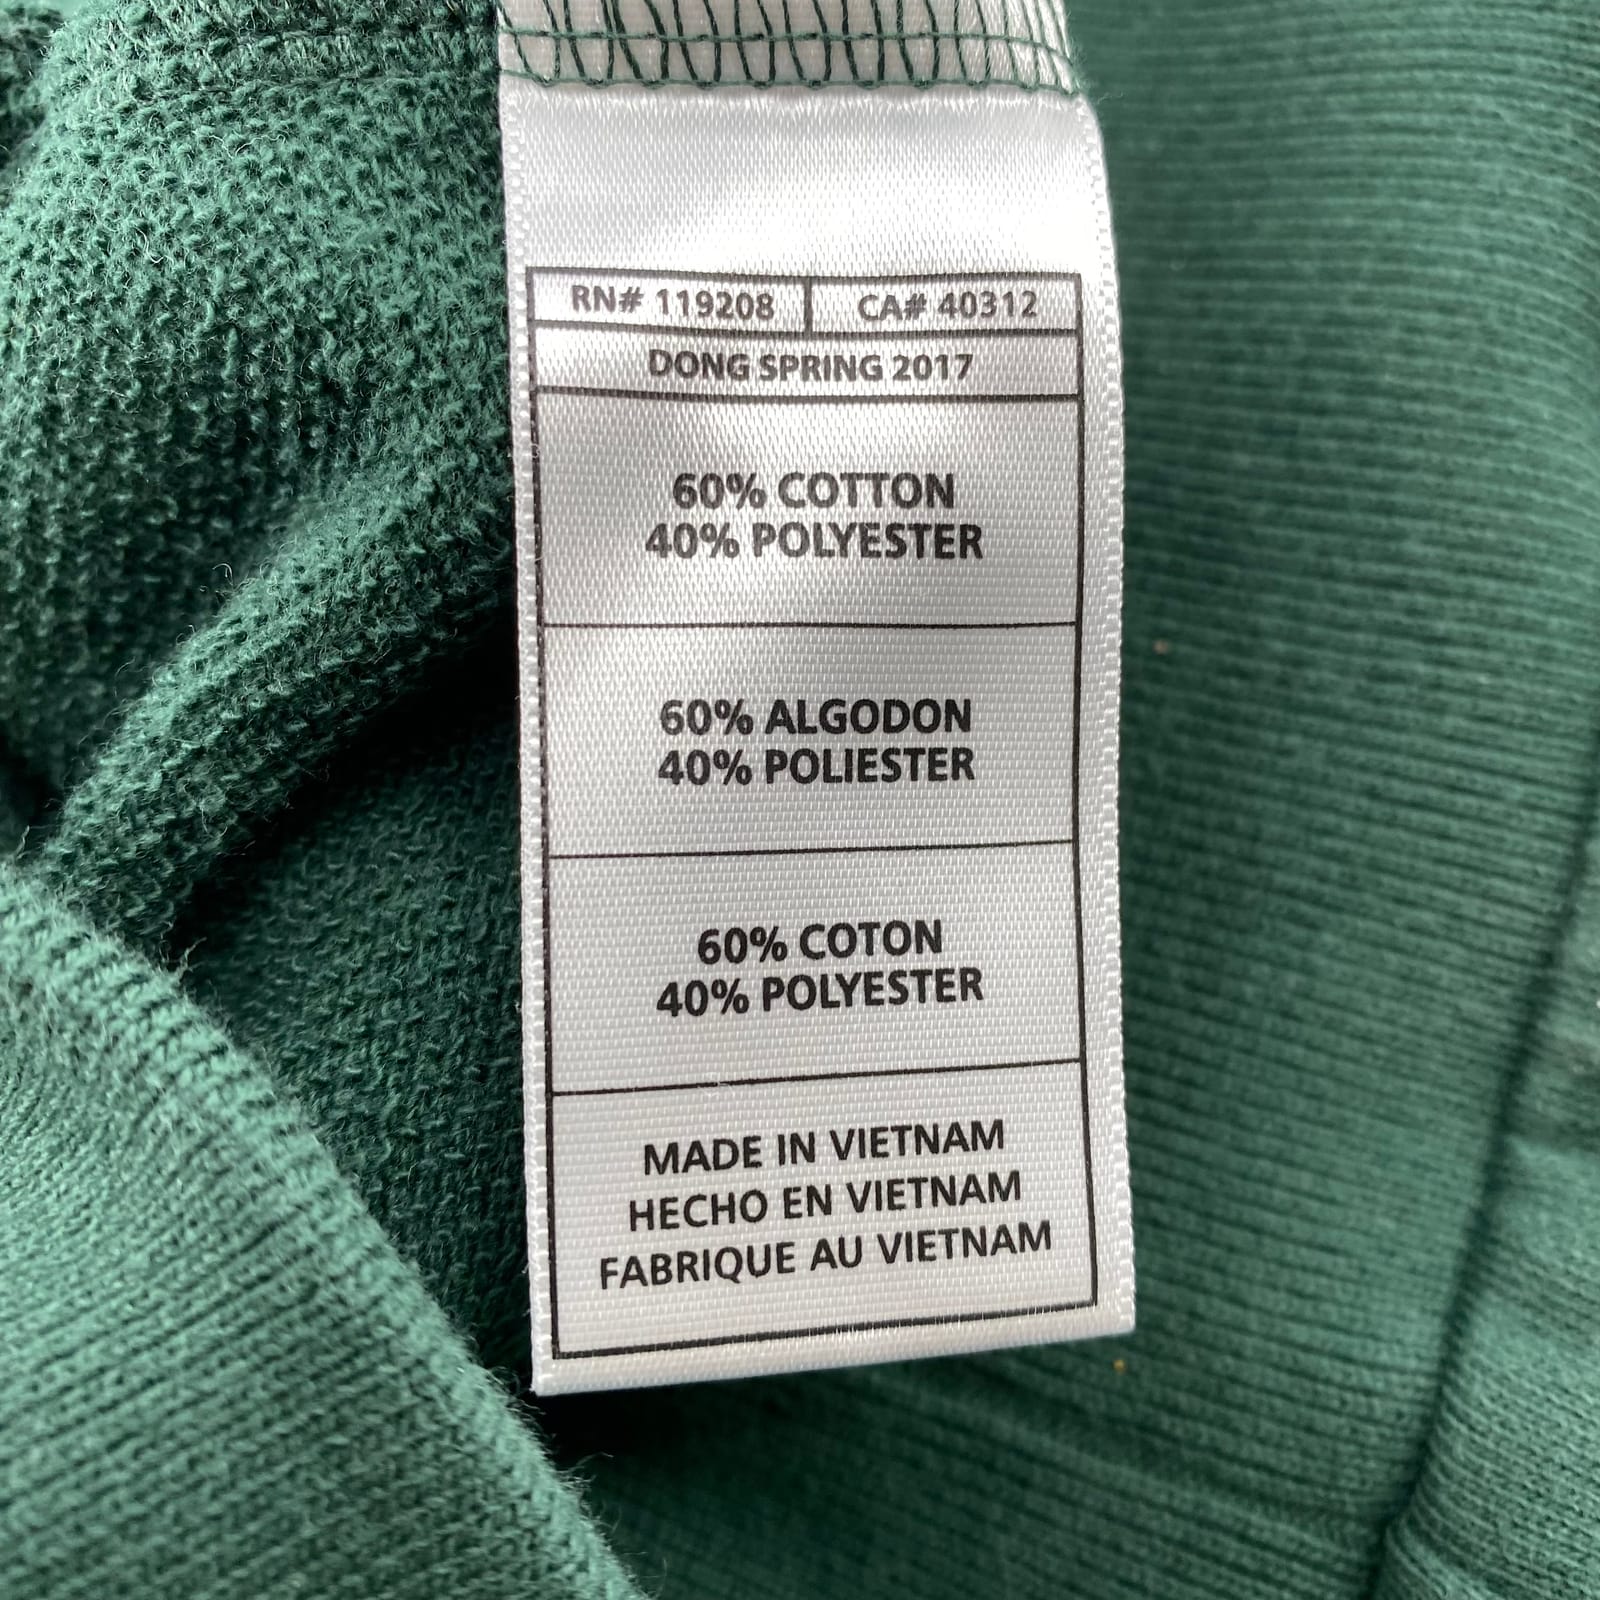 RN# 119208 CA# 40312
DONG SPRING 2017
60% COTTON
40% POLYESTER
60% ALGODON
40% POLIESTER
60% COTON
40% POLYESTER
MADE IN VIETNAM
HECHO EN VIETNAM
FABRIQUE AU VIETNAM